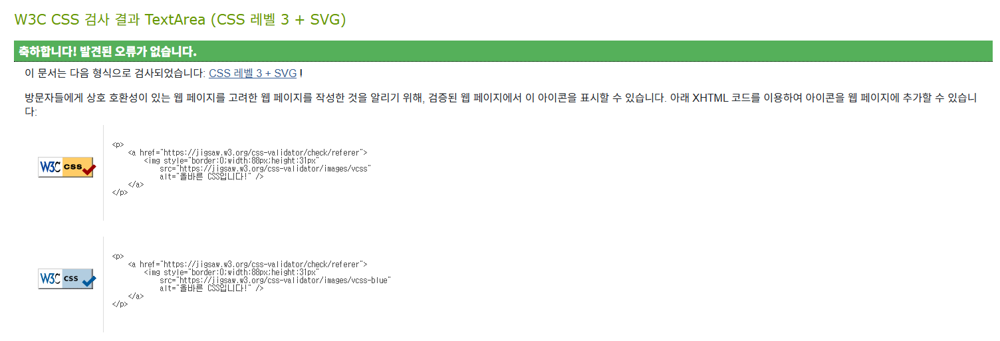 W3C CSS 검사 결과 TextArea (CSS 레벨 3 + SVG)
축하합니다! 발견된 오류가 없습니다.
이 문서는 다음 형식으로 검사되었습니다: CSS 레벨 3 + SVG !
방문자들에게 상호 호환성이 있는 웹 페이지를 고려한 웹 페이지를 작성한 것을 알리기 위해, 검증된 웹 페이지에서 이 아이콘을 표시할 수 있습니다. 아래 XHTML 코드를 이용하여 아이콘을 웹 페이지에 추가할 수 있습니
다:
W3C css
<p>
    <a href="https://jigsaw.w3.org/css-validator/check/referer">
        <img style="border:0;width:88px;height:31px"
            src="https://jigsaw.w3.org/css-validator/images/vcss"
            alt="올바른 CSS입니다!" />
    </a>
</p>
W3C css
<p>
    <a href="https://jigsaw.w3.org/css-validator/check/referer">
        <img style="border:0;width:88px;height:31px"
            src="https://jigsaw.w3.org/css-validator/images/vcss-blue"
            alt="올바른 CSS입니다!" />
    </a>
</p>